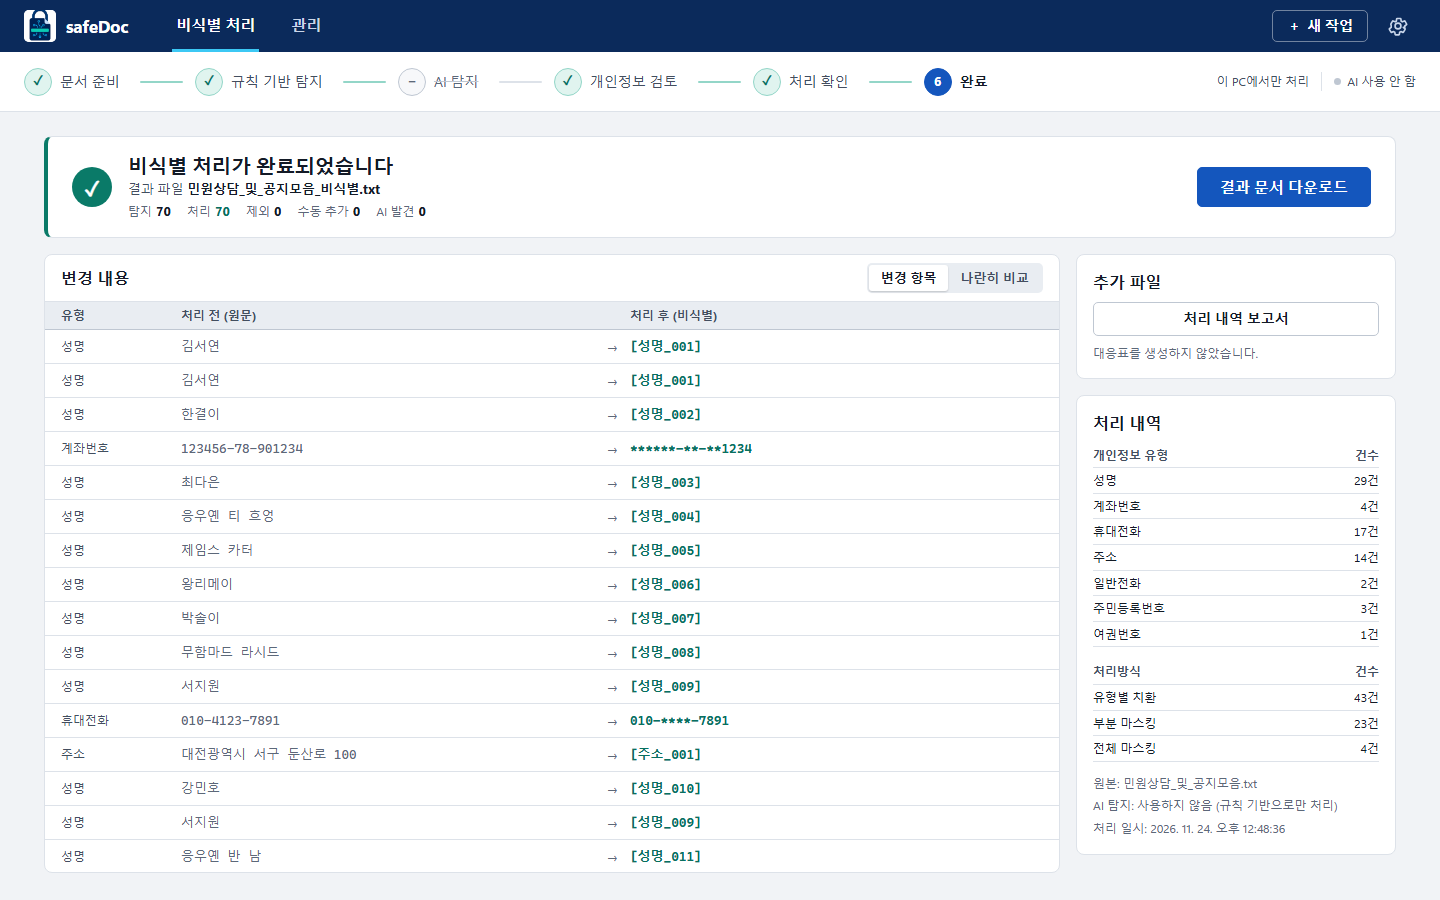 safeDoc 비식별 처리 관리 + 새 작업
문서 준비 규칙 기반 탐지 AI 탐지 개인정보 검토 처리 확인 6 완료 이 PC에서만 처리 AI 사용 안 함
비식별 처리가 완료되었습니다
결과 파일 민원상담_및_공지모음_비식별.txt
탐지 70 처리 70 제외 0 수동 추가 0 AI 발견 0
결과 문서 다운로드
변경 내용 변경 항목 나란히 비교
유형 처리 전 (원문) 처리 후 (비식별)
성명 김서연 → [성명_001]
성명 김서연 → [성명_001]
성명 한결이 → [성명_002]
계좌번호 123456-78-901234 → ******-**-**1234
성명 최다은 → [성명_003]
성명 응우옌 티 흐엉 → [성명_004]
성명 제임스 카터 → [성명_005]
성명 왕리메이 → [성명_006]
성명 박솔이 → [성명_007]
성명 무함마드 라시드 → [성명_008]
성명 서지원 → [성명_009]
휴대전화 010-4123-7891 → 010-****-7891
주소 대전광역시 서구 둔산로 100 → [주소_001]
성명 강민호 → [성명_010]
성명 서지원 → [성명_009]
성명 응우옌 반 남 → [성명_011]
추가 파일
처리 내역 보고서
대응표를 생성하지 않았습니다.
처리 내역
개인정보 유형 건수
성명 29건
계좌번호 4건
휴대전화 17건
주소 14건
일반전화 2건
주민등록번호 3건
여권번호 1건
처리방식 건수
유형별 치환 43건
부분 마스킹 23건
전체 마스킹 4건
원본: 민원상담_및_공지모음.txt
AI 탐지: 사용하지 않음 (규칙 기반으로만 처리)
처리 일시: 2026. 11. 24. 오후 12:48:36